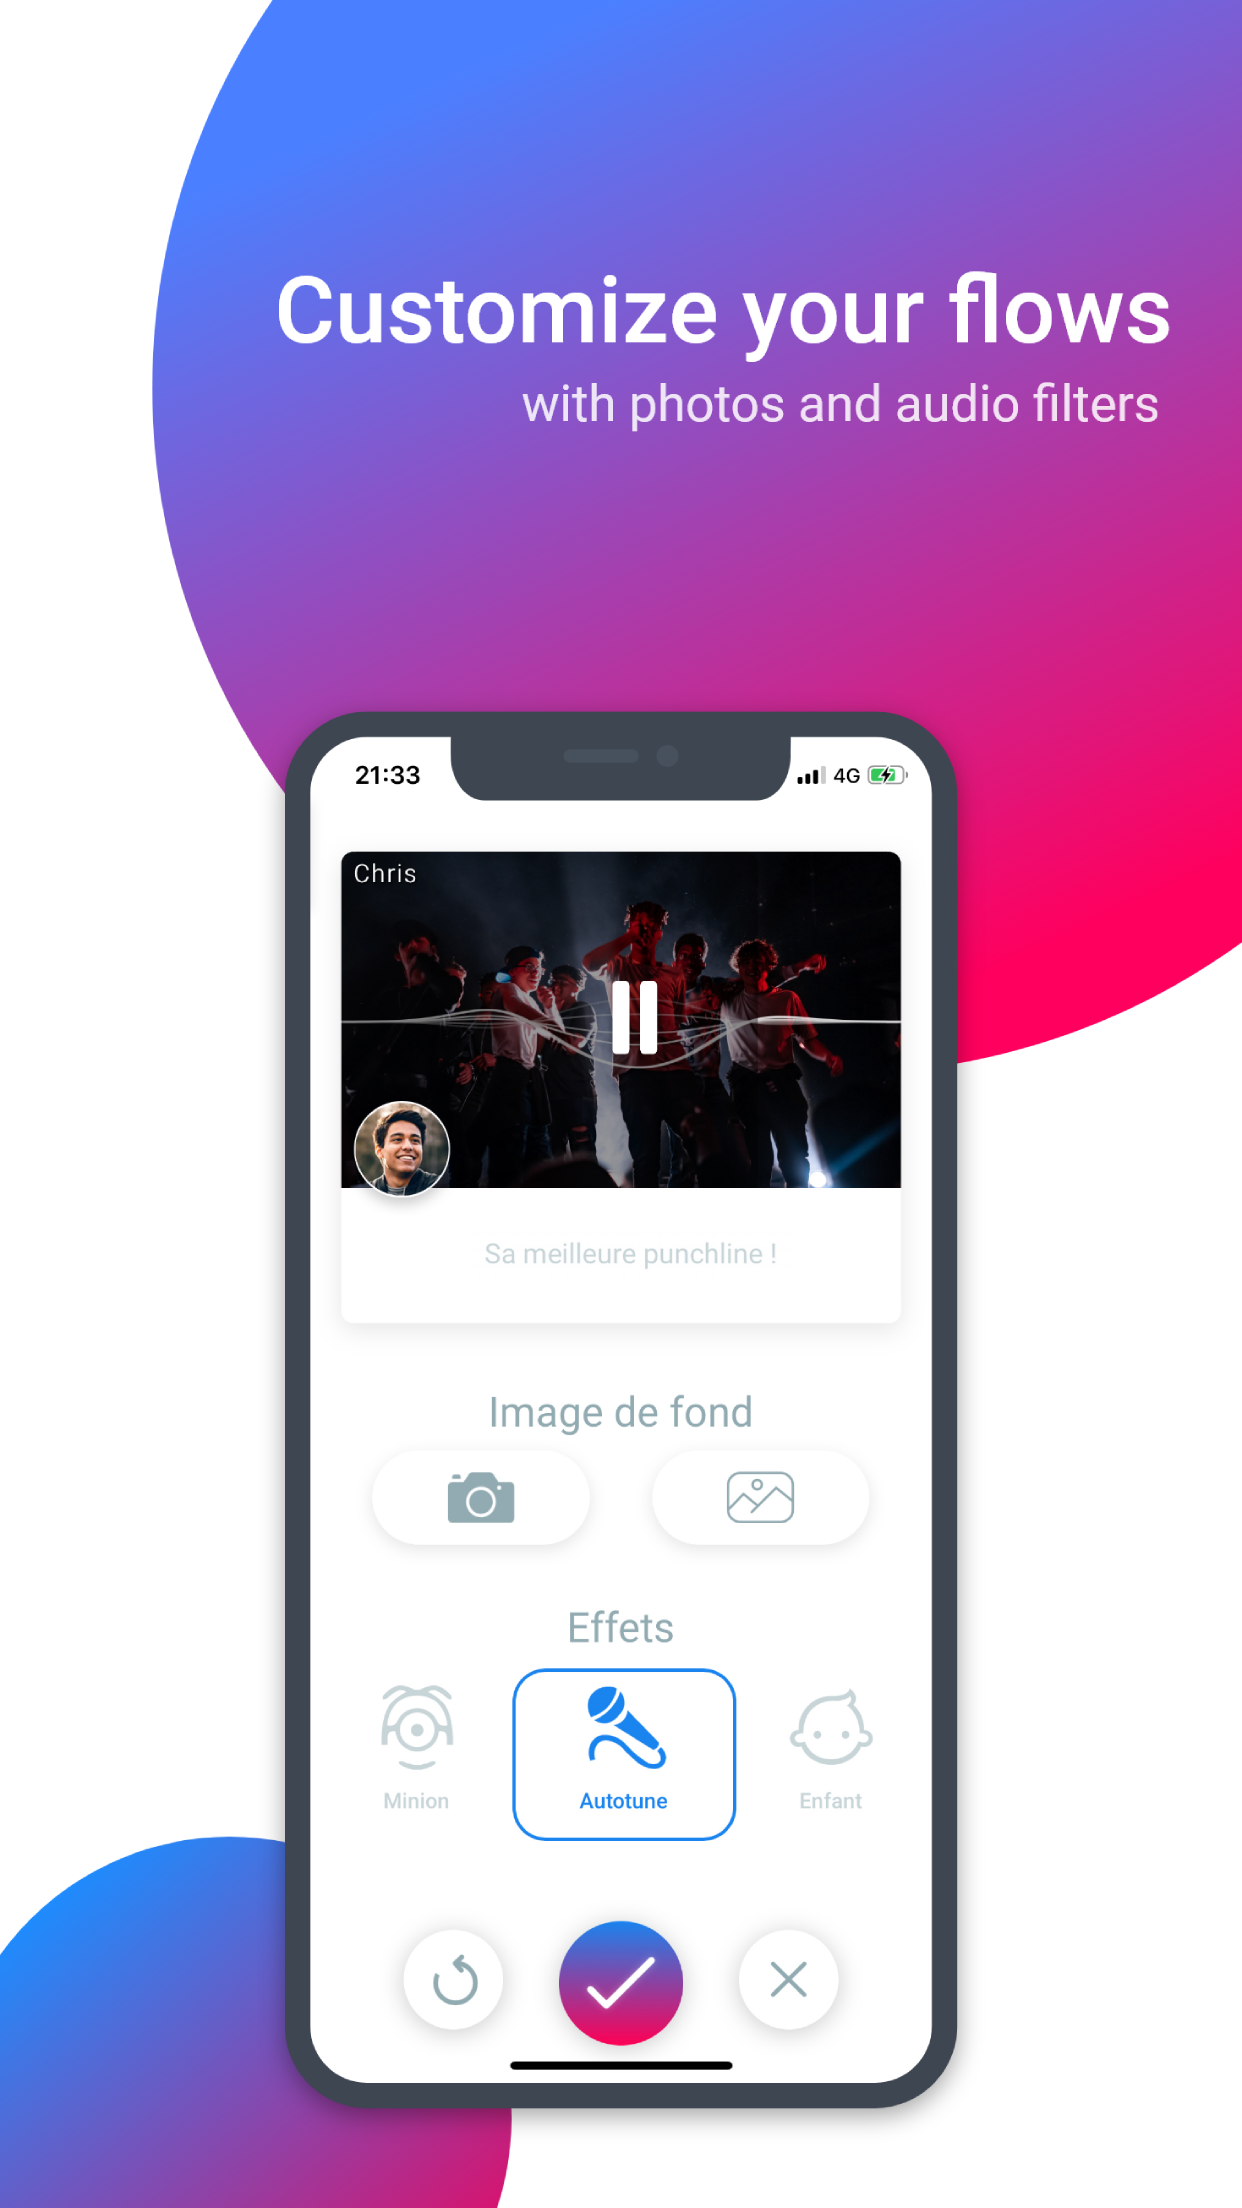 Customize your flows
with photos and audio filters
21:33
4G
Chris
Sa meilleure punchline !
Image de fond
Effets
Minion
Autotune
Enfant